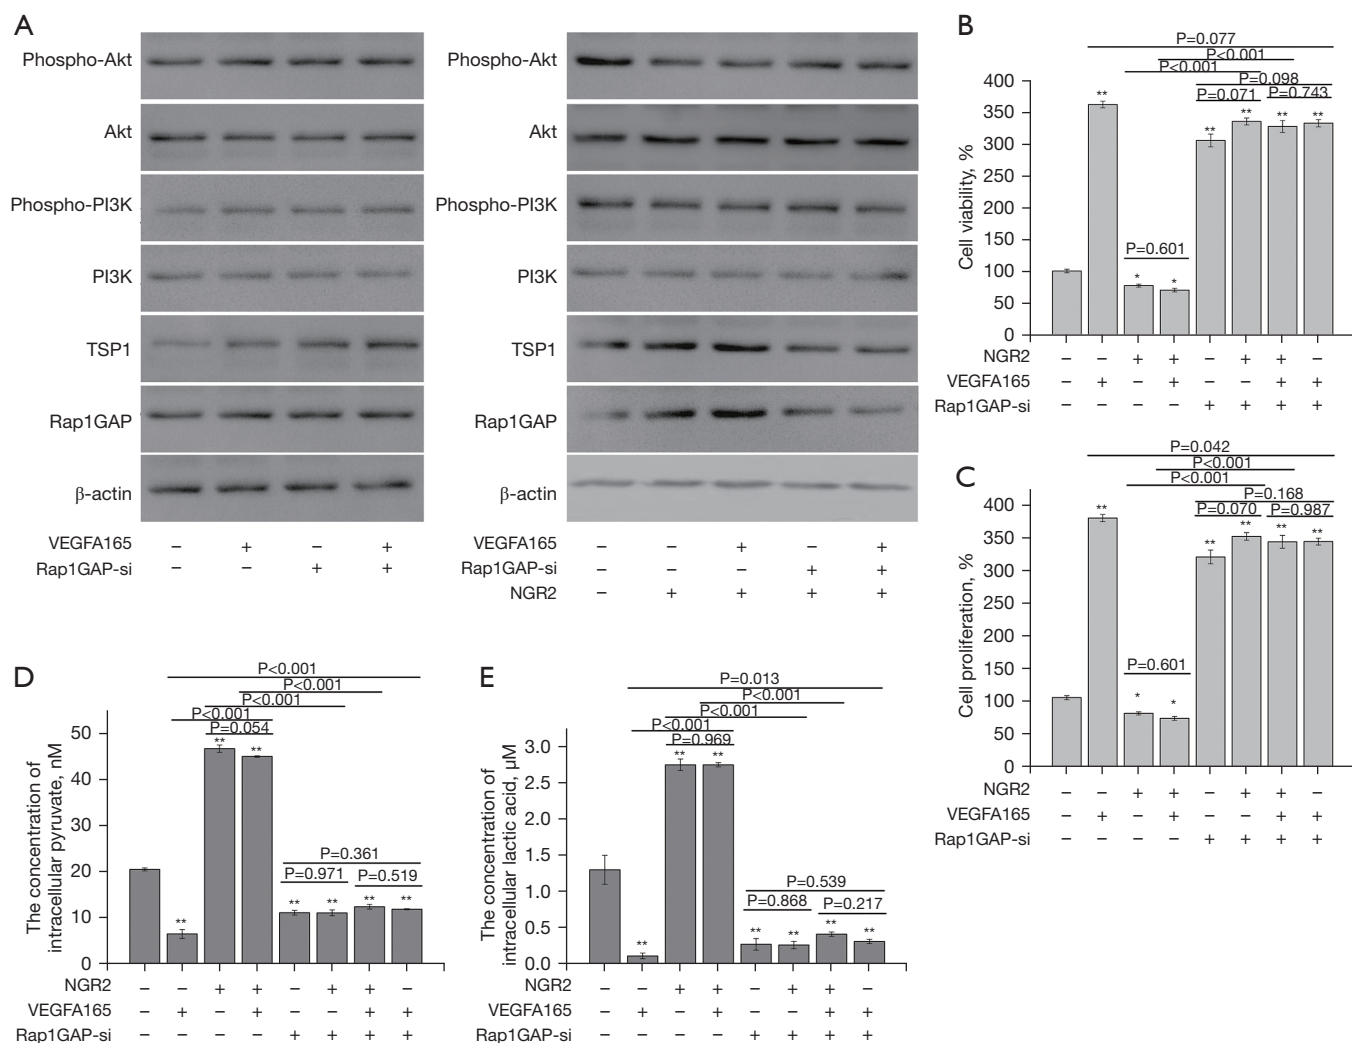 A
Phospho-Akt
Akt
Phospho-PI3K
PI3K
TSP1
Rap1GAP
β-actin
VEGFA165 – + – +
Rap1GAP-si – – + +
Phospho-Akt
Akt
Phospho-PI3K
PI3K
TSP1
Rap1GAP
β-actin
VEGFA165 – – + – +
Rap1GAP-si – – – + +
NGR2 – + + + +
B
P=0.077
P<0.001
P<0.001
P=0.098
P=0.071 P=0.743
P=0.601
** * * ** ** ** **
Cell viability, %
400
350
300
250
200
150
100
50
0
NGR2 – – + + – + + –
VEGFA165 – + – + – – + +
Rap1GAP-si – – – – + + + +
C
P=0.042
P<0.001
P<0.001
P=0.168
P=0.070 P=0.987
P=0.601
** * * ** ** ** **
Cell proliferation, %
400
350
300
250
200
150
100
50
0
NGR2 – – + + – + + –
VEGFA165 – + – + – – + +
Rap1GAP-si – – – – + + + +
D
P<0.001
P<0.001
P<0.001
P<0.001
P=0.054
P=0.361
P=0.971 P=0.519
** ** ** ** ** ** **
The concentration of
intracellular pyruvate, nM
50
40
30
20
10
0
NGR2 – – + + – + + –
VEGFA165 – + – + – – + +
Rap1GAP-si – – – – + + + +
E
P=0.013
P<0.001
P<0.001
P<0.001
P=0.969
P=0.539
P=0.868 P=0.217
** ** ** ** ** ** **
The concentration of
intracellular lactic acid, μM
3.0
2.5
2.0
1.5
1.0
0.5
0.0
NGR2 – – + + – + + –
VEGFA165 – + – + – – + +
Rap1GAP-si – – – – + + + +